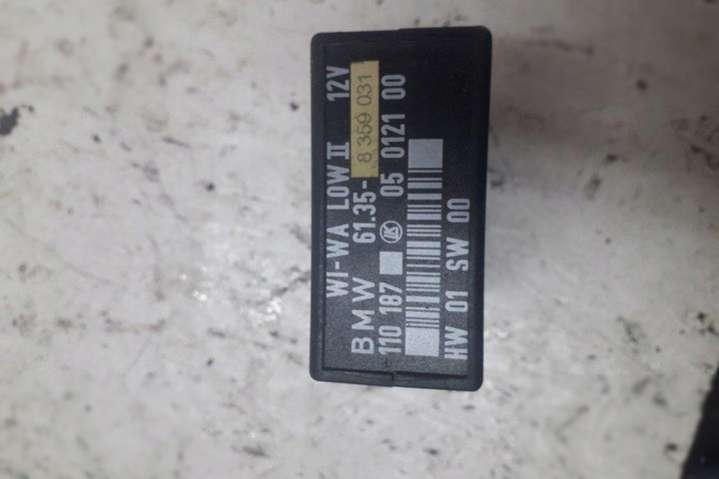 WI-WA LOW II 12V
BMW 61.35-8 359 031
110 187 LK 05 0121 00
HW 01 SW 00